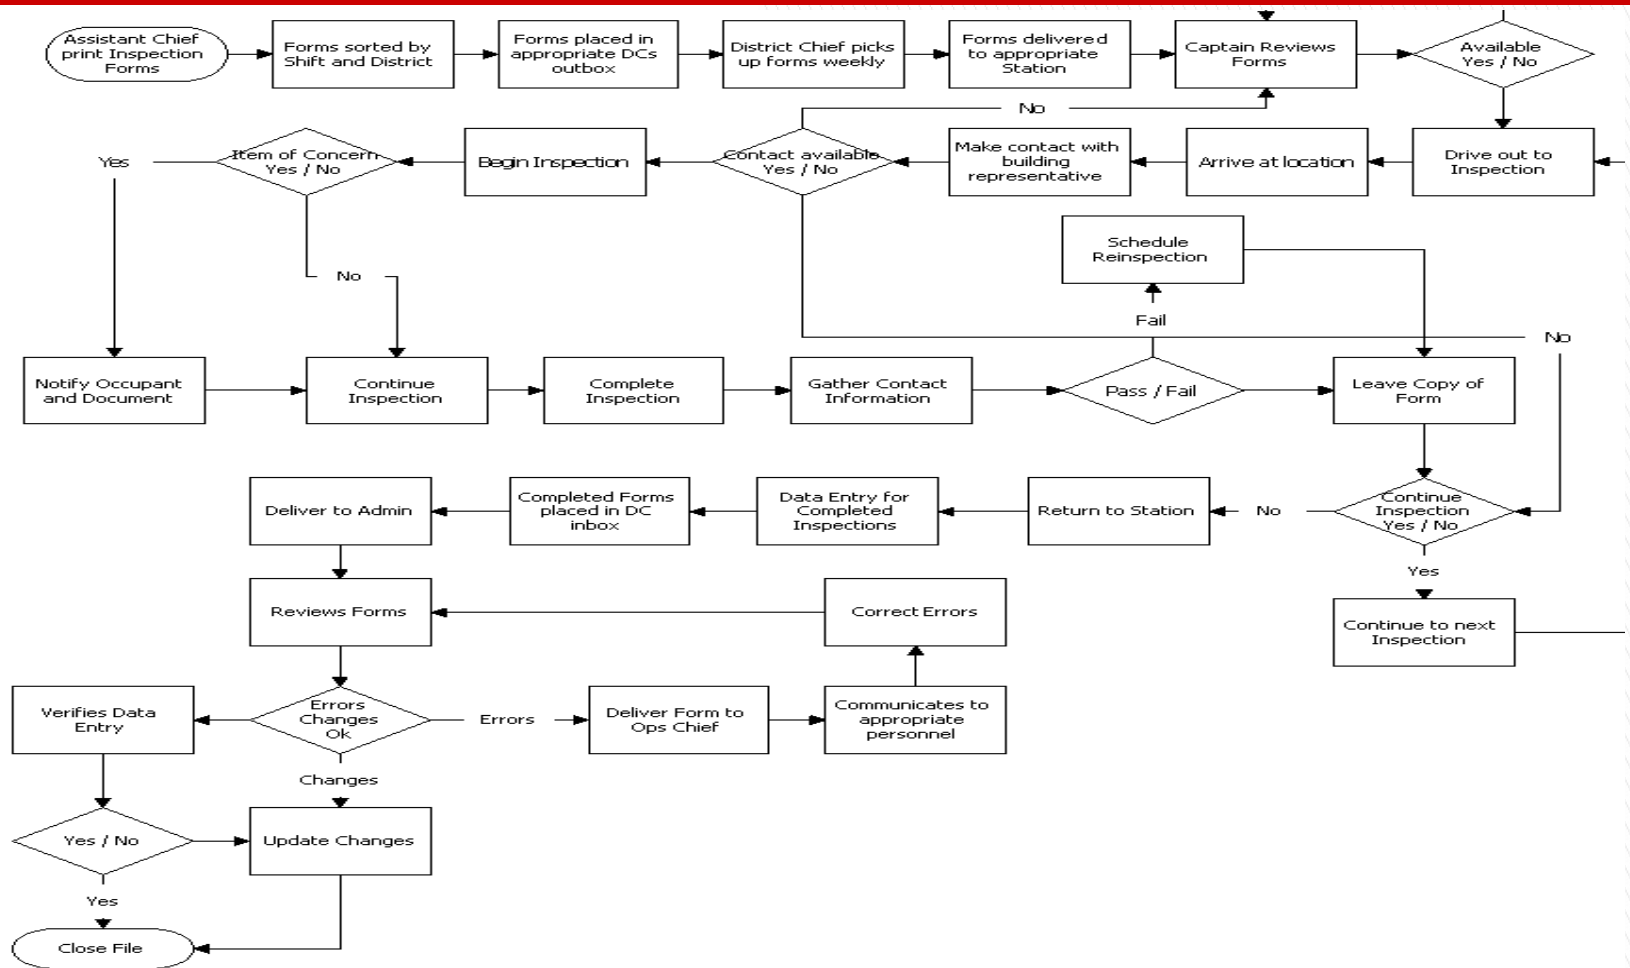 Assistant Chief
print Inspection
Forms
Forms sorted by
Shift and District
Forms placed in
appropriate DCs
outbox
District Chief picks
up forms weekly
Forms delivered
to appropriate
Station
Captain Reviews
Forms
Available
Yes / No
No
Yes
Item of Concern
Yes / No
Begin Inspection
Contact available
Yes / No
Make contact with
building
representative
Arrive at location
Drive out to
Inspection
Schedule
Reinspection
No
Fail
No
Notify Occupant
and Document
Continue
Inspection
Complete
Inspection
Gather Contact
Information
Pass / Fail
Leave Copy of
Form
Deliver to Admin
Completed Forms
placed in DC
inbox
Data Entry for
Completed
Inspections
Return to Station
No
Continue
Inspection
Yes / No
Yes
Reviews Forms
Correct Errors
Continue to next
Inspection
Verifies Data
Entry
Errors
Changes
Ok
Errors
Deliver Form to
Ops Chief
Communicates to
appropriate
personnel
Changes
Yes / No
Update Changes
Yes
Close File